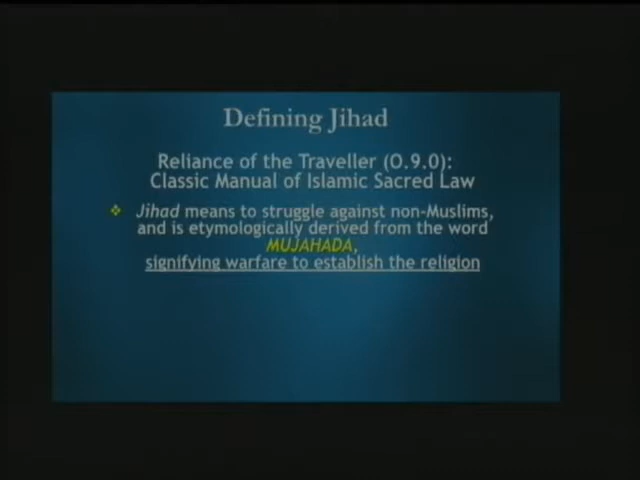 Defining Jihad
Reliance of the Traveller (O.9.0):
Classic Manual of Islamic Sacred Law
Jihad means to struggle against non-Muslims,
and is etymologically derived from the word
MUJAHADA,
signifying warfare to establish the religion